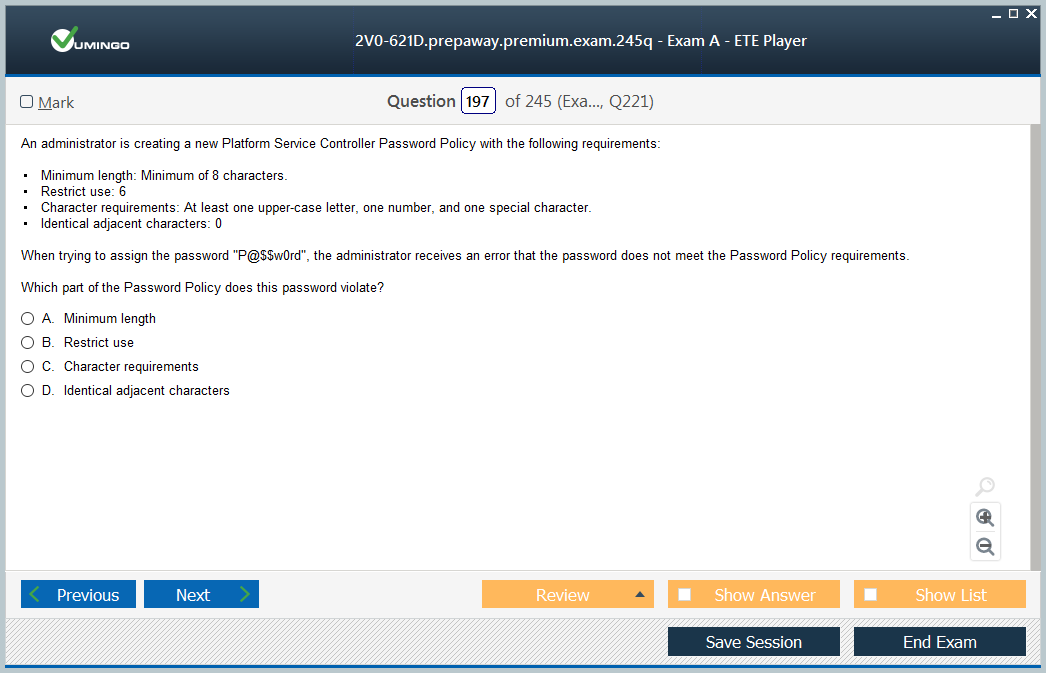 VUMINGO
2V0-621D.prepaway.premium.exam.245q - Exam A - ETE Player
Mark
Question 197 of 245 (Exa..., Q221)
An administrator is creating a new Platform Service Controller Password Policy with the following requirements:
• Minimum length: Minimum of 8 characters.
• Restrict use: 6
• Character requirements: At least one upper-case letter, one number, and one special character.
• Identical adjacent characters: 0
When trying to assign the password "P@$$w0rd", the administrator receives an error that the password does not meet the Password Policy requirements.
Which part of the Password Policy does this password violate?
A. Minimum length
B. Restrict use
C. Character requirements
D. Identical adjacent characters
Previous Next Review Show Answer Show List
Save Session End Exam